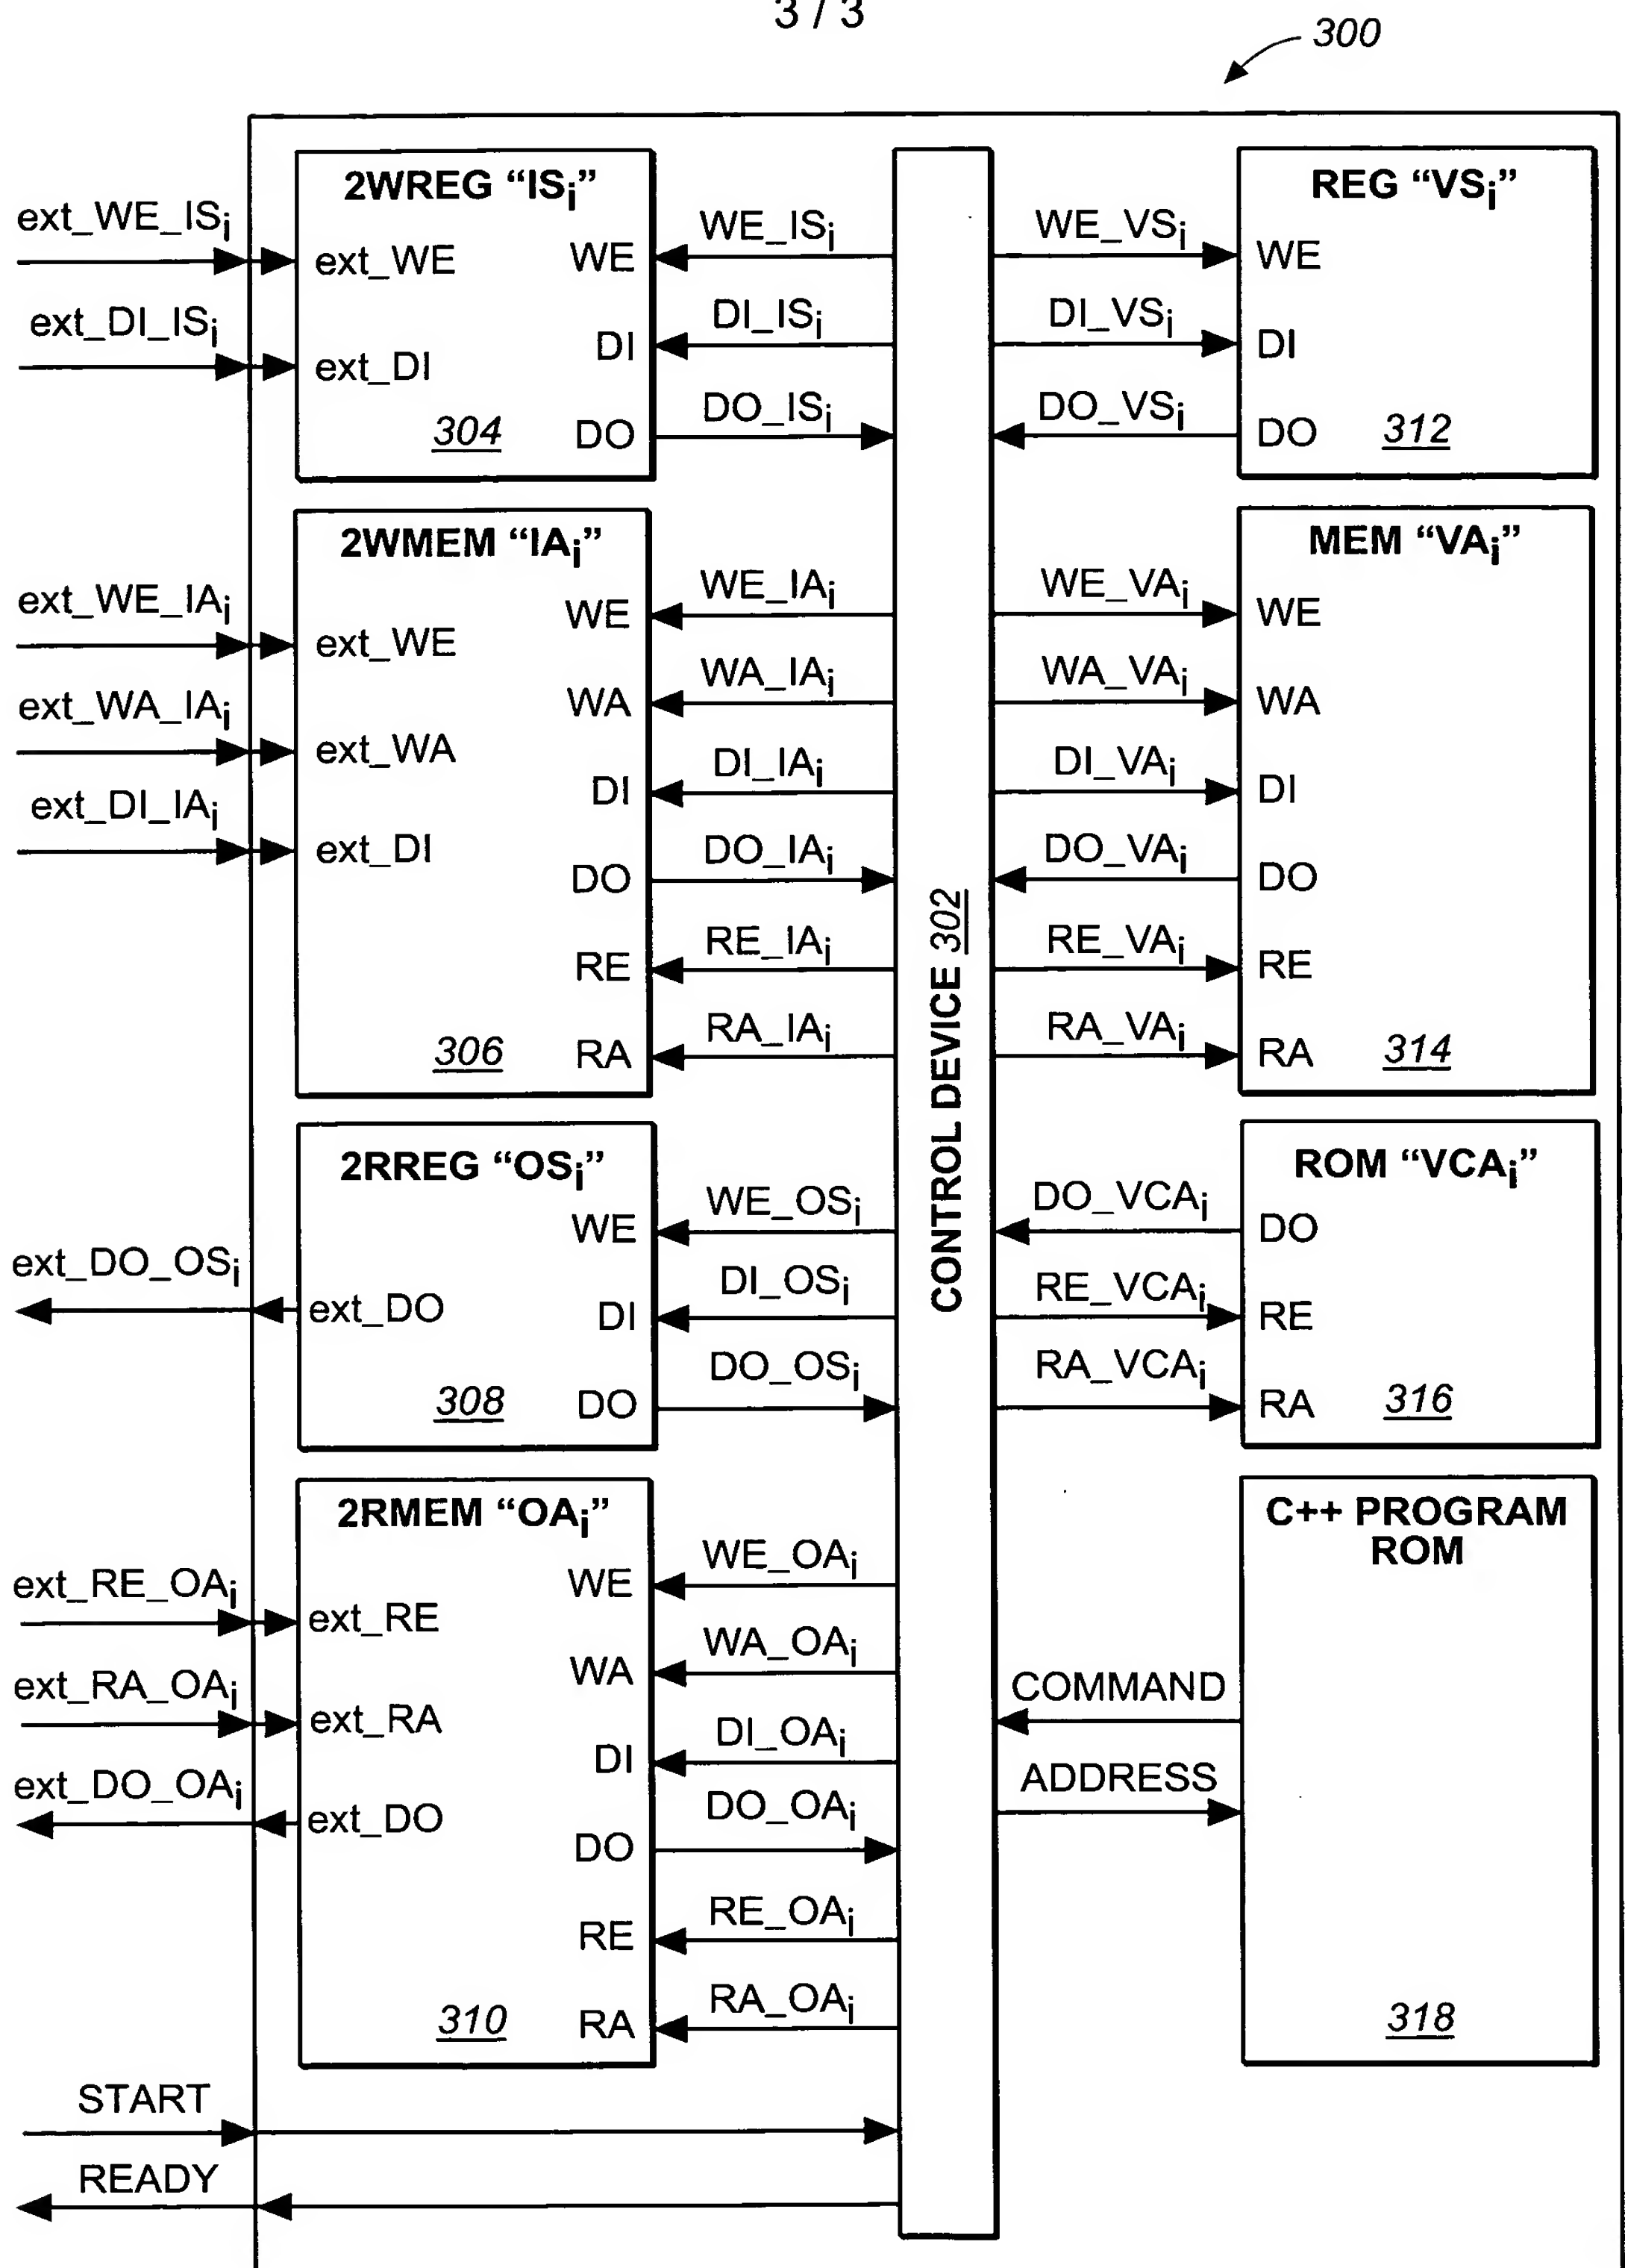 3 / 3
300
2WREG “ISi”
ext_WE_ISi
ext_WE
WE
WE_ISi
ext_DI_ISi
ext_DI
DI
DI_ISi
DO
DO_ISi
304
REG “VSi”
WE_VSi
WE
DI_VSi
DI
DO_VSi
DO
312
2WMEM “IAi”
ext_WE_IAi
ext_WE
WE
WE_IAi
ext_WA_IAi
ext_WA
WA
WA_IAi
ext_DI_IAi
ext_DI
DI
DI_IAi
DO
DO_IAi
RE
RE_IAi
RA
RA_IAi
306
MEM “VAi”
WE_VAi
WE
WA_VAi
WA
DI_VAi
DI
DO_VAi
DO
RE_VAi
RE
RA_VAi
RA
314
CONTROL DEVICE 302
2RREG “OSi”
WE
WE_OSi
ext_DO_OSi
ext_DO
DI
DI_OSi
DO
DO_OSi
308
ROM “VCAi”
DO_VCAi
DO
RE_VCAi
RE
RA_VCAi
RA
316
2RMEM “OAi”
WE
WE_OAi
ext_RE_OAi
ext_RE
WA
WA_OAi
ext_RA_OAi
ext_RA
DI
DI_OAi
ext_DO_OAi
ext_DO
DO
DO_OAi
RE
RE_OAi
RA
RA_OAi
310
C++ PROGRAM
ROM
COMMAND
ADDRESS
318
START
READY